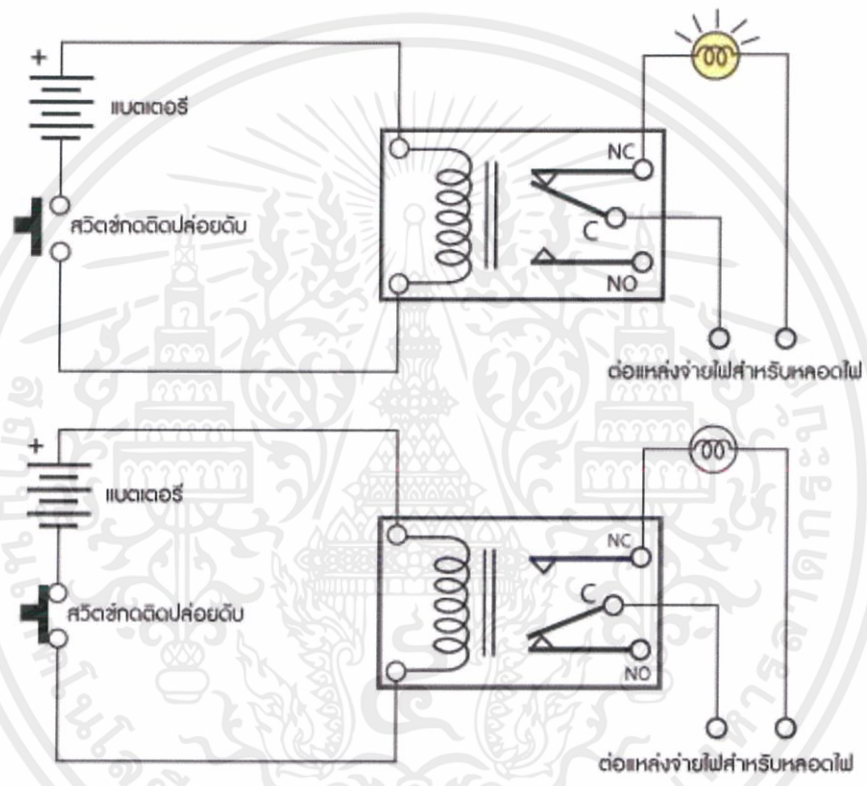 +
แบตเตอรี่
สวิตช์กดติดปล่อยดับ
NC
C
NO
ต่อแหล่งจ่ายไฟสำหรับหลอดไฟ
+
แบตเตอรี่
สวิตช์กดติดปล่อยดับ
NC
C
NO
ต่อแหล่งจ่ายไฟสำหรับหลอดไฟ